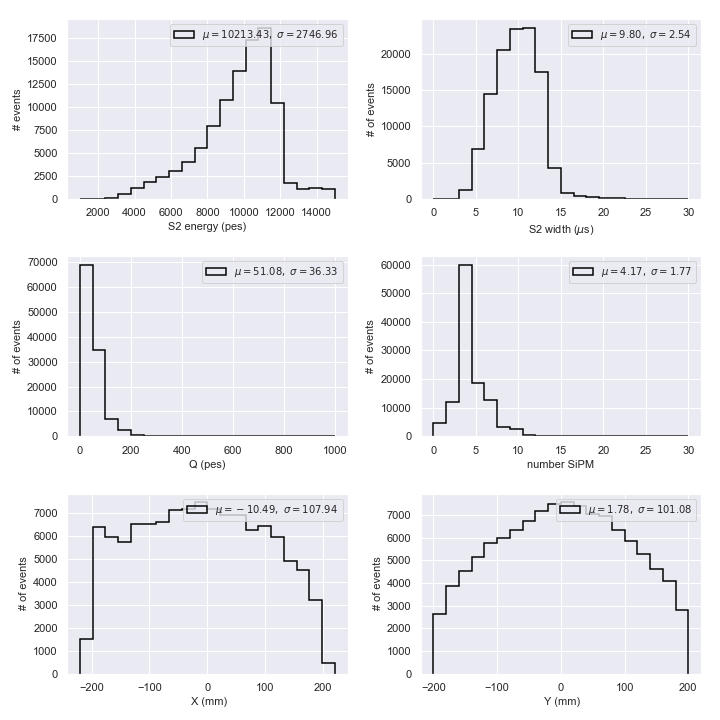 μ = 10213.43, σ = 2746.96
# events
17500
15000
12500
10000
7500
5000
2500
0
2000 4000 6000 8000 10000 12000 14000
S2 energy (pes)
μ = 9.80, σ = 2.54
# of events
20000
15000
10000
5000
0
0 5 10 15 20 25 30
S2 width (μs)
μ = 51.08, σ = 36.33
# of events
70000
60000
50000
40000
30000
20000
10000
0
0 200 400 600 800 1000
Q (pes)
μ = 4.17, σ = 1.77
# of events
60000
50000
40000
30000
20000
10000
0
0 5 10 15 20 25 30
number SiPM
μ = −10.49, σ = 107.94
# of events
7000
6000
5000
4000
3000
2000
1000
0
−200 −100 0 100 200
X (mm)
μ = 1.78, σ = 101.08
# of events
7000
6000
5000
4000
3000
2000
1000
0
−200 −100 0 100 200
Y (mm)